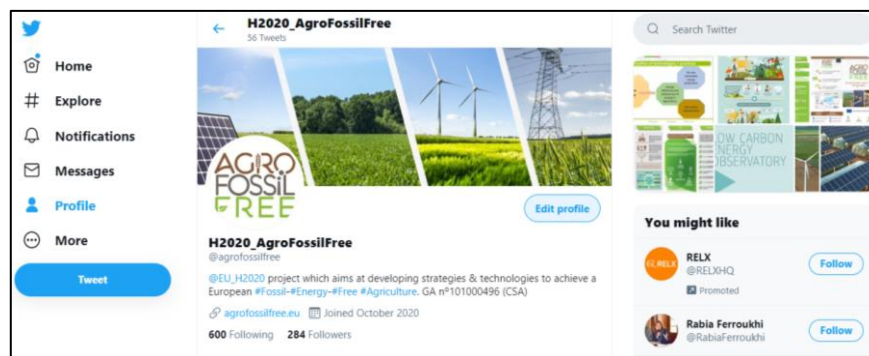 H2020_AgroFossilFree
56 Tweets
Home
Explore
Notifications
Messages
Profile
More
Tweet
AGRO
FOSSIL
FREE
Edit profile
H2020_AgroFossilFree
@agrofossilfree
@EU_H2020 project which aims at developing strategies & technologies to achieve a
European #Fossil-#Energy-#Free #Agriculture. GA nº101000496 (CSA)
agrofossilfree.eu Joined October 2020
600 Following 284 Followers
Search Twitter
AGRO
FOSSIL
FREE
LOW CARBON
ENERGY
OBSERVATORY
You might like
RELX
@RELXHQ
Follow
Promoted
Rabia Ferroukhi
@RabiaFerroukhi
Follow